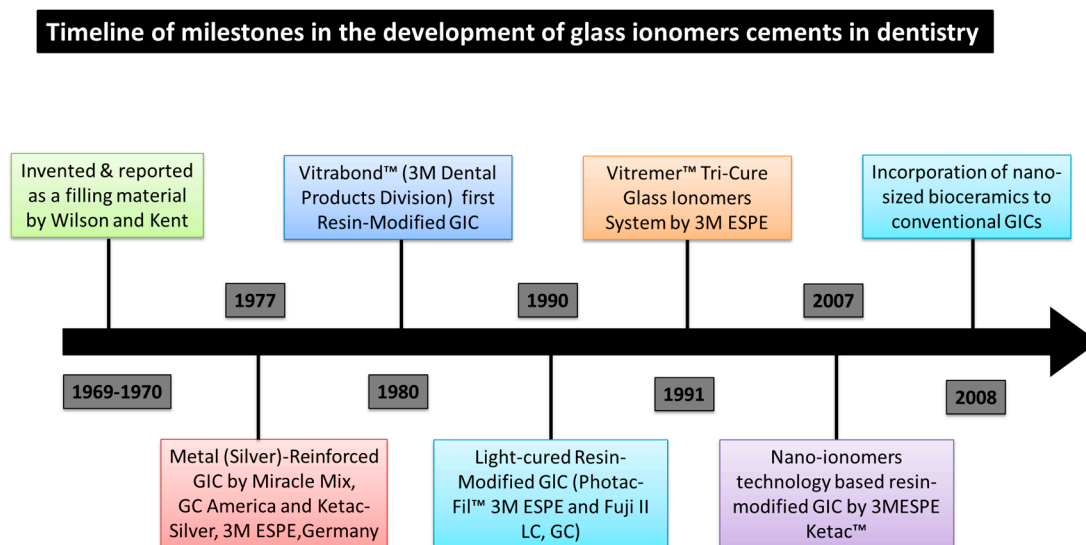 Timeline of milestones in the development of glass ionomers cements in dentistry
Invented & reported
as a filling material
by Wilson and Kent
Vitrabond™ (3M Dental
Products Division) first
Resin-Modified GIC
Vitremer™ Tri-Cure
Glass Ionomers
System by 3M ESPE
Incorporation of nano-
sized bioceramics to
conventional GICs
1977
1990
2007
1969-1970
1980
1991
2008
Metal (Silver)-Reinforced
GIC by Miracle Mix,
GC America and Ketac-
Silver, 3M ESPE,Germany
Light-cured Resin-
Modified GIC (Photac-
Fil™ 3M ESPE and Fuji II
LC, GC)
Nano-ionomers
technology based resin-
modified GIC by 3MESPE
Ketac™